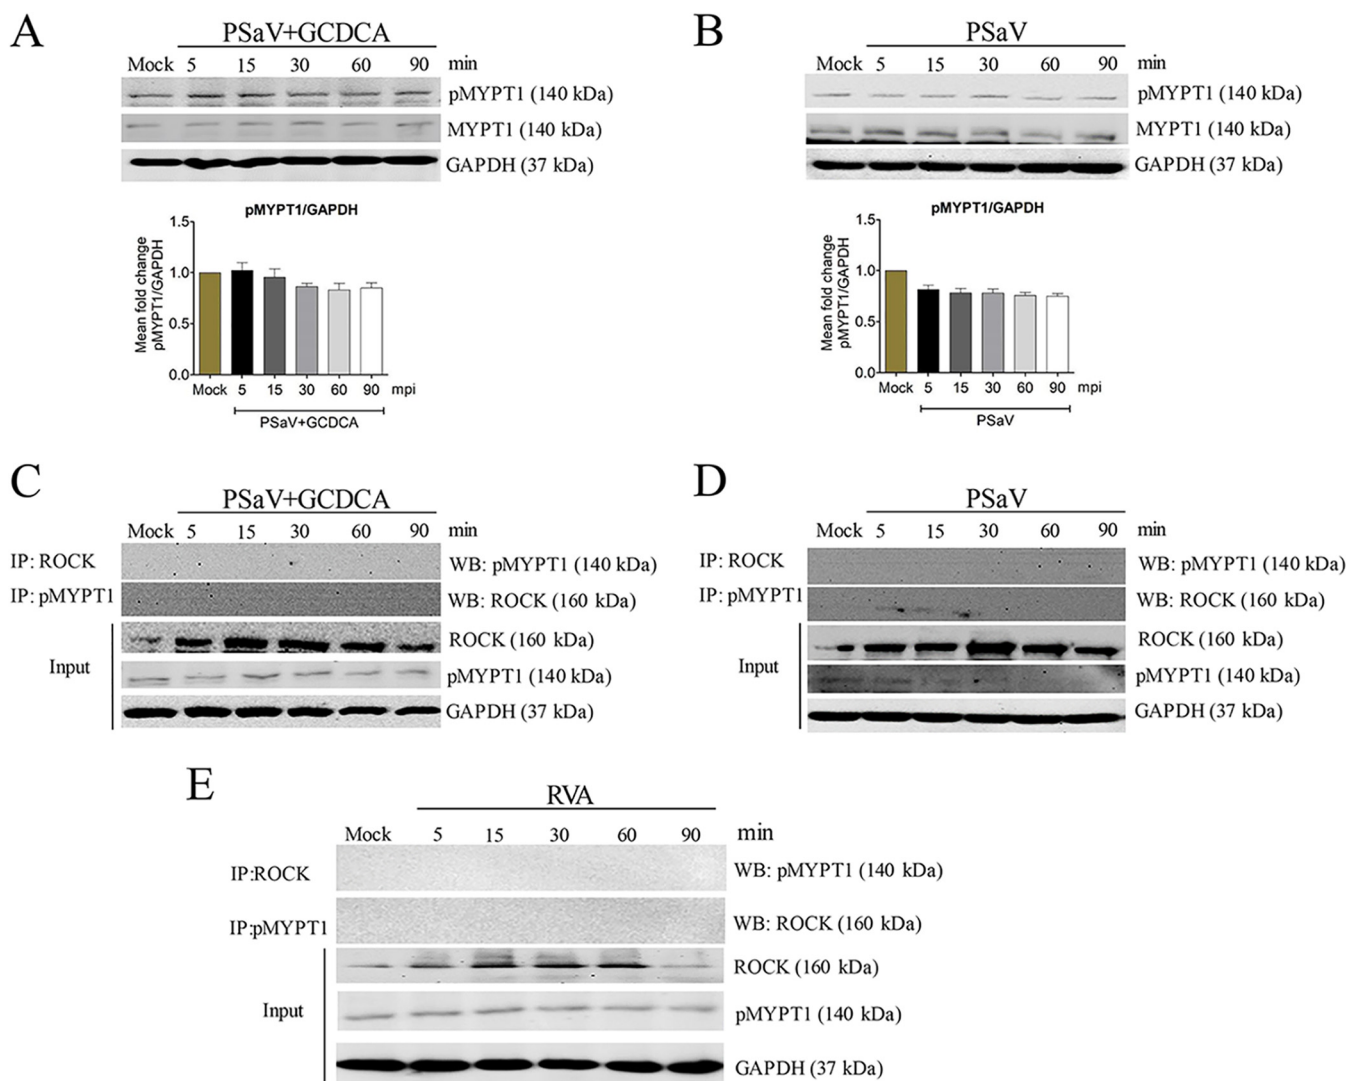 A
PSaV+GCDCA
Mock 5 15 30 60 90 min
pMYPT1 (140 kDa)
MYPT1 (140 kDa)
GAPDH (37 kDa)
pMYPT1/GAPDH
Mean fold change
pMYPT1/GAPDH
1.5
1.0
0.5
0.0
Mock 5 15 30 60 90 mpi
PSaV+GCDCA
B
PSaV
Mock 5 15 30 60 90 min
pMYPT1 (140 kDa)
MYPT1 (140 kDa)
GAPDH (37 kDa)
pMYPT1/GAPDH
Mean fold change
pMYPT1/GAPDH
1.5
1.0
0.5
0.0
Mock 5 15 30 60 90 mpi
PSaV
C
PSaV+GCDCA
Mock 5 15 30 60 90 min
IP: ROCK WB: pMYPT1 (140 kDa)
IP: pMYPT1 WB: ROCK (160 kDa)
Input
ROCK (160 kDa)
pMYPT1 (140 kDa)
GAPDH (37 kDa)
D
PSaV
Mock 5 15 30 60 90 min
IP: ROCK WB: pMYPT1 (140 kDa)
IP: pMYPT1 WB: ROCK (160 kDa)
Input
ROCK (160 kDa)
pMYPT1 (140 kDa)
GAPDH (37 kDa)
E
RVA
Mock 5 15 30 60 90 min
IP:ROCK WB: pMYPT1 (140 kDa)
IP:pMYPT1 WB: ROCK (160 kDa)
Input
ROCK (160 kDa)
pMYPT1 (140 kDa)
GAPDH (37 kDa)